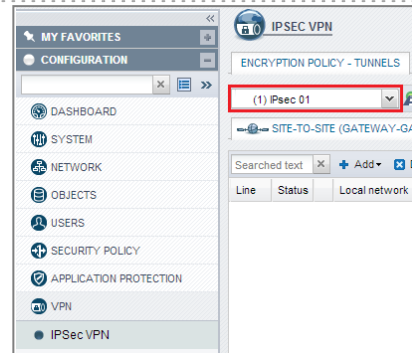 MY FAVORITES
CONFIGURATION
DASHBOARD
SYSTEM
NETWORK
OBJECTS
USERS
SECURITY POLICY
APPLICATION PROTECTION
VPN
IPSec VPN
IPSEC VPN
ENCRYPTION POLICY - TUNNELS
(1) IPsec 01
SITE-TO-SITE (GATEWAY-GA
Searched text Add
Line Status Local network